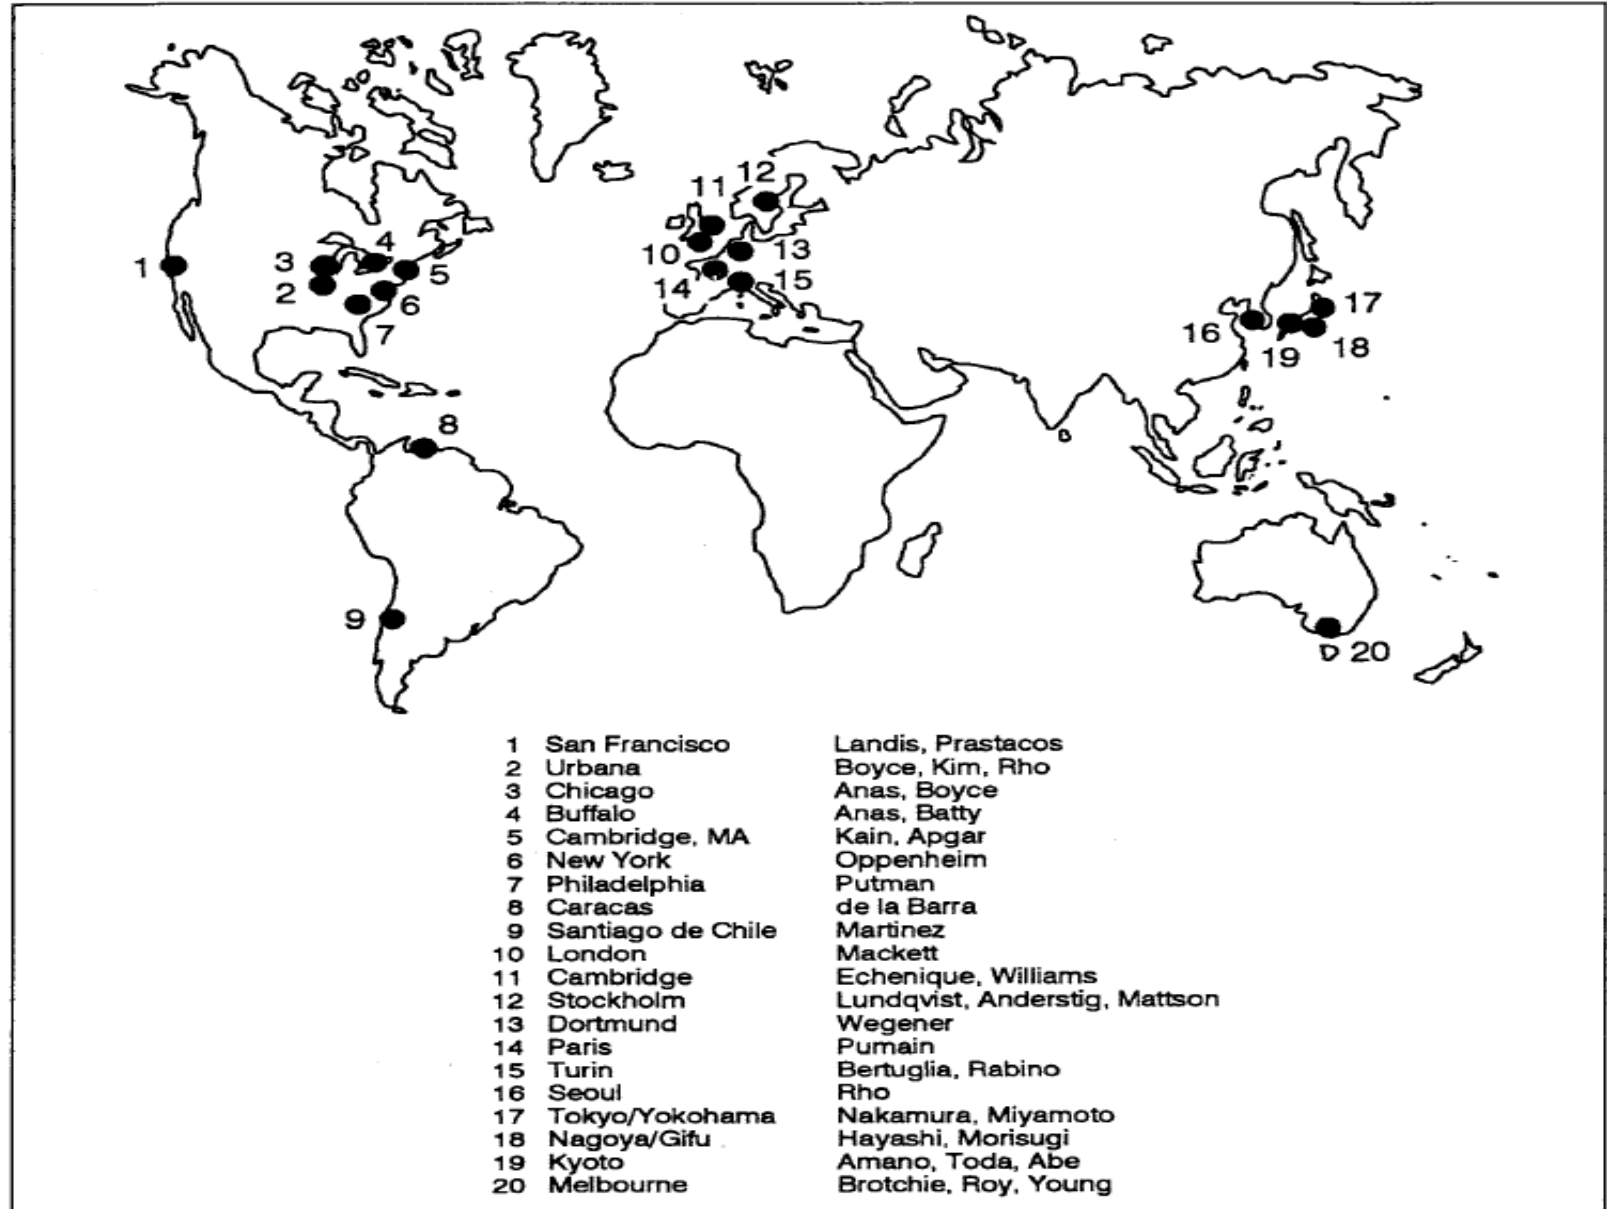 12
11
4
1
3
10
13
5
2
14
15
6
17
16
7
19
18
8
9
20
1 San Francisco Landis, Prastacos
2 Urbana Boyce, Kim, Rho
3 Chicago Anas, Boyce
4 Buffalo Anas, Batty
5 Cambridge, MA Kain, Apgar
6 New York Oppenheim
7 Philadelphia Putman
8 Caracas de la Barra
9 Santiago de Chile Martinez
10 London Mackett
11 Cambridge Echenique, Williams
12 Stockholm Lundqvist, Anderstig, Mattson
13 Dortmund Wegener
14 Paris Pumain
15 Turin Bertuglia, Rabino
16 Seoul Rho
17 Tokyo/Yokohama Nakamura, Miyamoto
18 Nagoya/Gifu Hayashi, Morisugi
19 Kyoto Amano, Toda, Abe
20 Melbourne Brotchie, Roy, Young